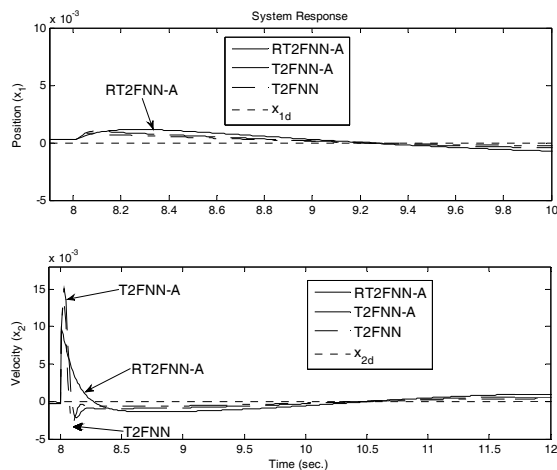 System Response
x 10⁻³
10
5
0
-5
Position (x₁)
RT2FNN-A
RT2FNN-A
T2FNN-A
T2FNN
x₁d
8
8.2
8.4
8.6
8.8
9
9.2
9.4
9.6
9.8
10
x 10⁻³
15
10
5
0
-5
Velocity (x₂)
T2FNN-A
RT2FNN-A
T2FNN
RT2FNN-A
T2FNN-A
T2FNN
x₂d
8
8.5
9
9.5
10
10.5
11
11.5
12
Time (sec.)